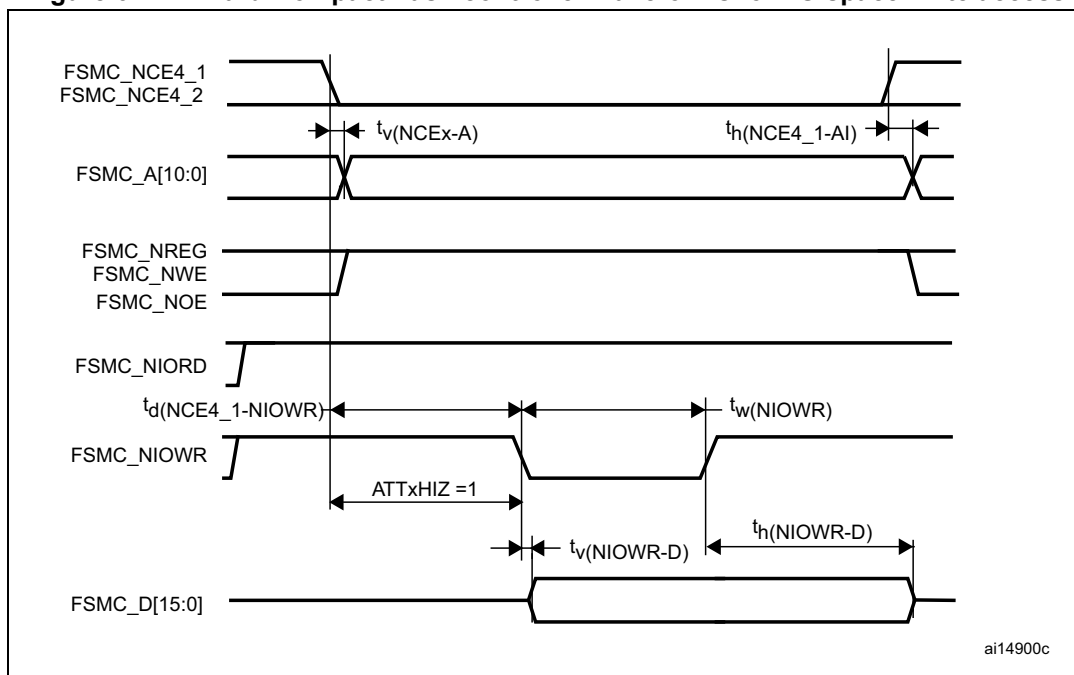 FSMC_NCE4_1
FSMC_NCE4_2
tv(NCEx-A)
th(NCE4_1-AI)
FSMC_A[10:0]
FSMC_NREG
FSMC_NWE
FSMC_NOE
FSMC_NIORD
td(NCE4_1-NIOWR)
tw(NIOWR)
FSMC_NIOWR
ATTxHIZ =1
th(NIOWR-D)
tv(NIOWR-D)
FSMC_D[15:0]
ai14900c